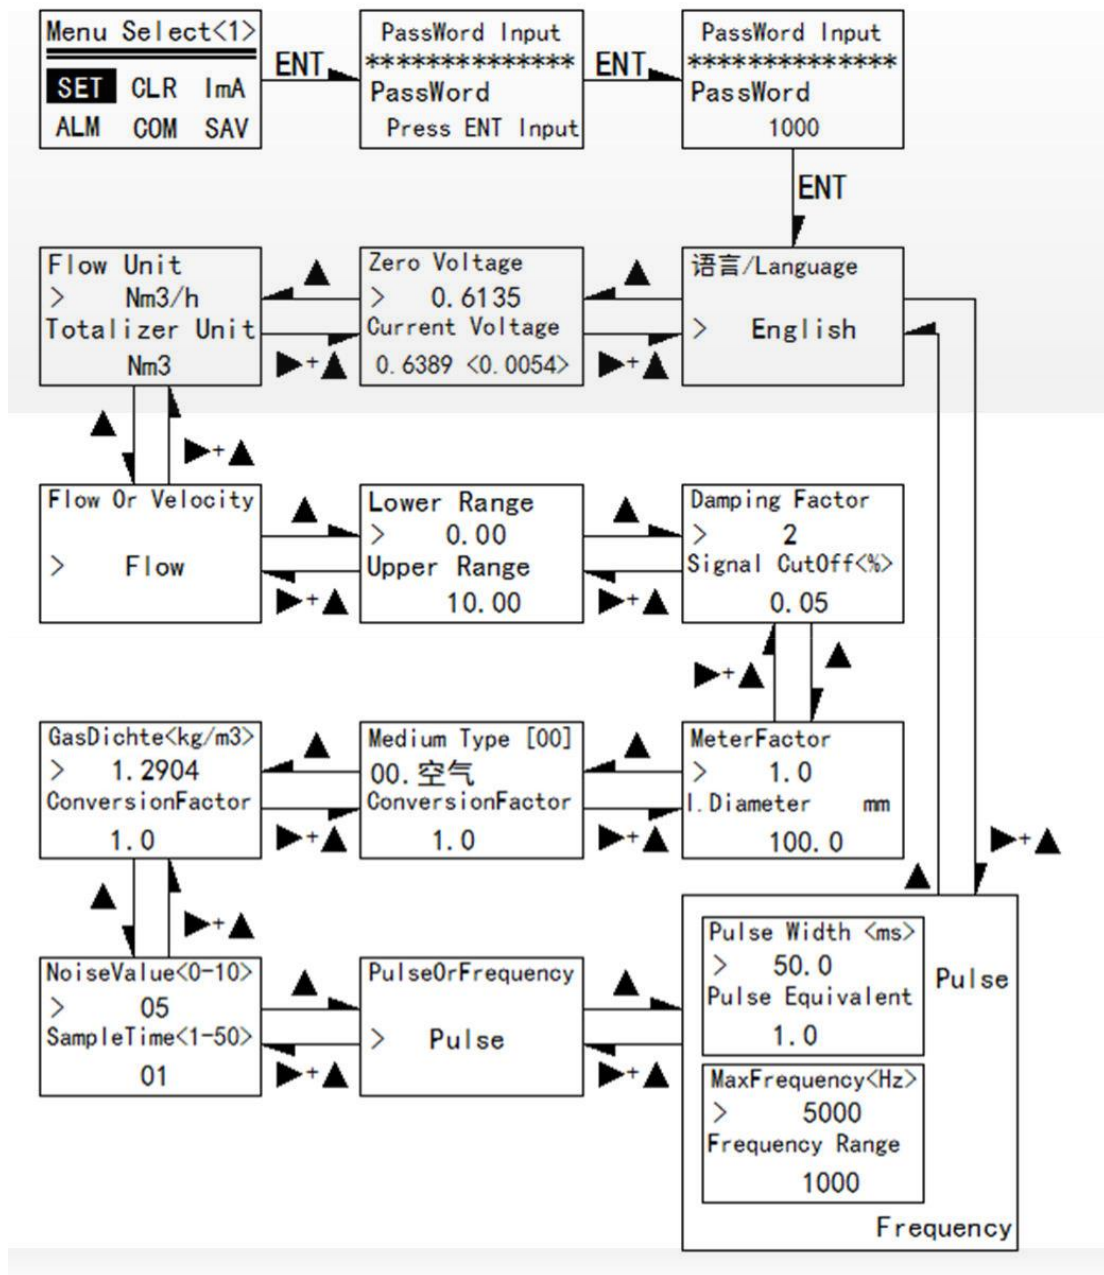 Menu Select<1>
SET CLR ImA
ALM COM SAV
ENT
PassWord Input
**************
PassWord
Press ENT Input
ENT
PassWord Input
**************
PassWord
1000
ENT
Flow Unit
> Nm3/h
Totalizer Unit
Nm3
▲
▶+▲
Zero Voltage
> 0.6135
Current Voltage
0.6389 <0.0054>
▲
▶+▲
语言/Language
> English
▲
▶+▲
Flow Or Velocity
> Flow
▲
▶+▲
Lower Range
> 0.00
Upper Range
10.00
▲
▶+▲
Damping Factor
> 2
Signal CutOff<%>
0.05
▶+▲
▲
GasDichte<kg/m3>
> 1.2904
ConversionFactor
1.0
▲
▶+▲
Medium Type [00]
00.空气
ConversionFactor
1.0
▲
▶+▲
MeterFactor
> 1.0
I.Diameter mm
100.0
▶+▲
▲
▲
▶+▲
NoiseValue<0-10>
> 05
SampleTime<1-50>
01
▲
▶+▲
PulseOrFrequency
> Pulse
▲
▶+▲
Pulse Width <ms>
> 50.0
Pulse Equivalent
1.0
Pulse
MaxFrequency<Hz>
> 5000
Frequency Range
1000
Frequency